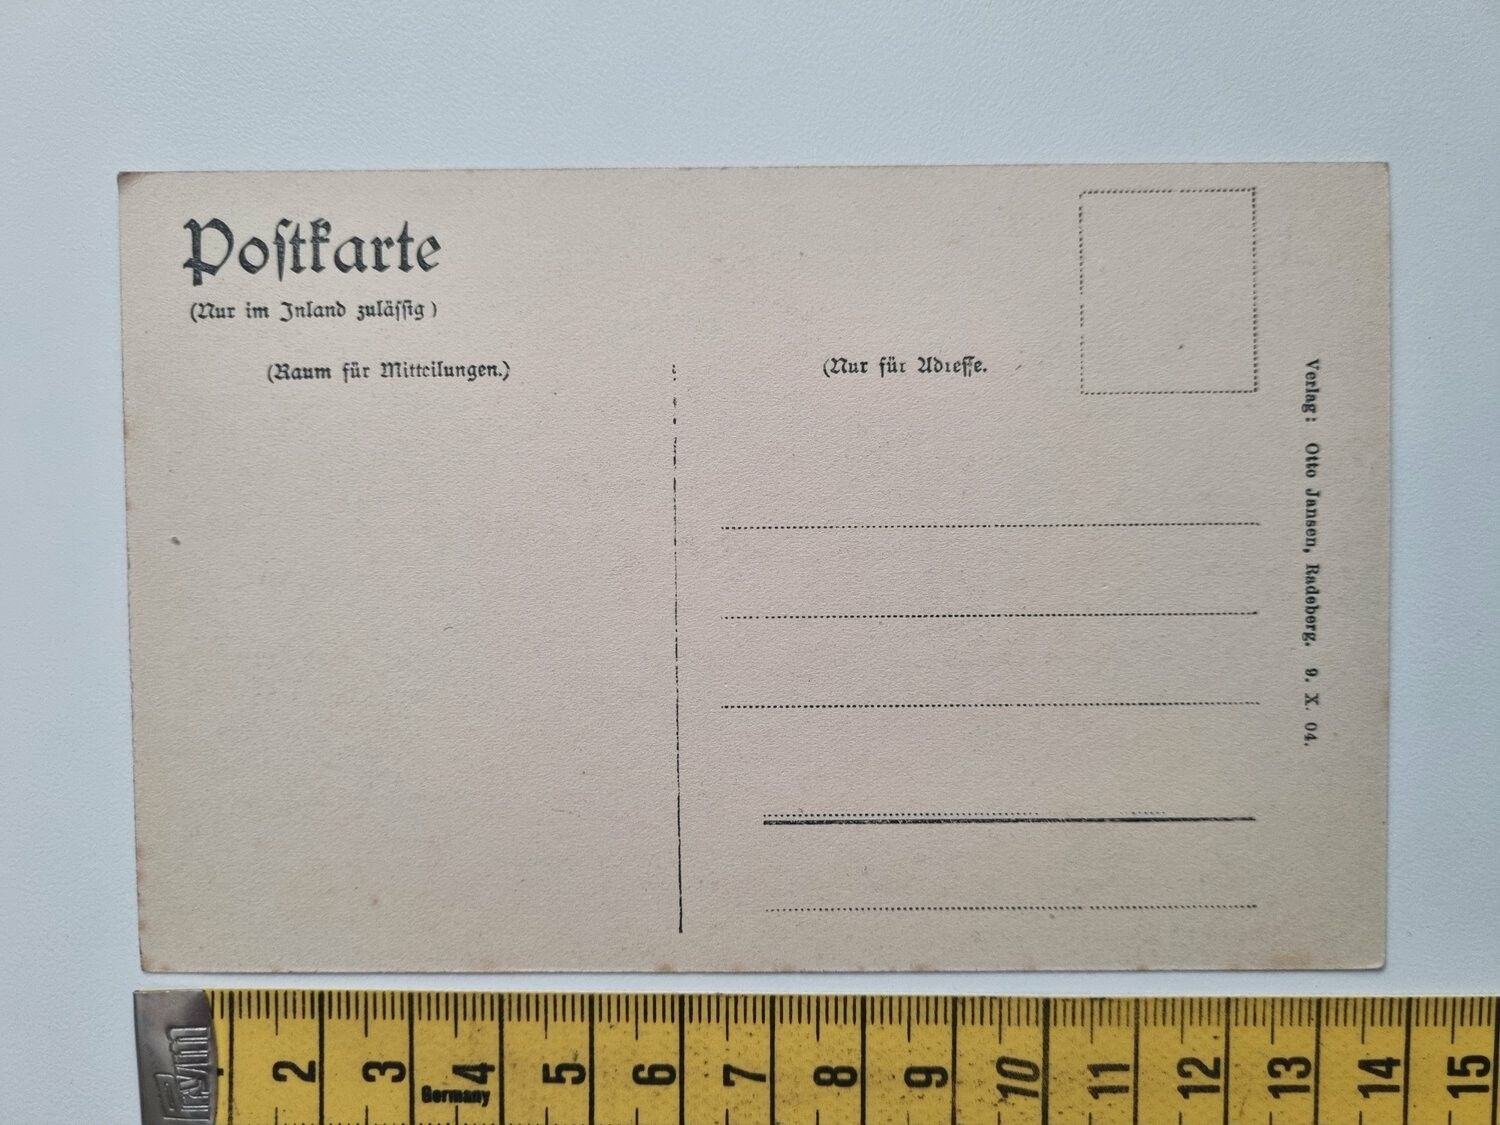 Poſtkarte
(Nur im Inland zuläſſig)
(Raum für Mitteilungen.)
(Nur für Adreſſe.
Verlag: Otto Jansen, Radeberg. 9. X. 04.
Prym
2 3 4 5 6 7 8 9 10 11 12 13 14 15
Germany